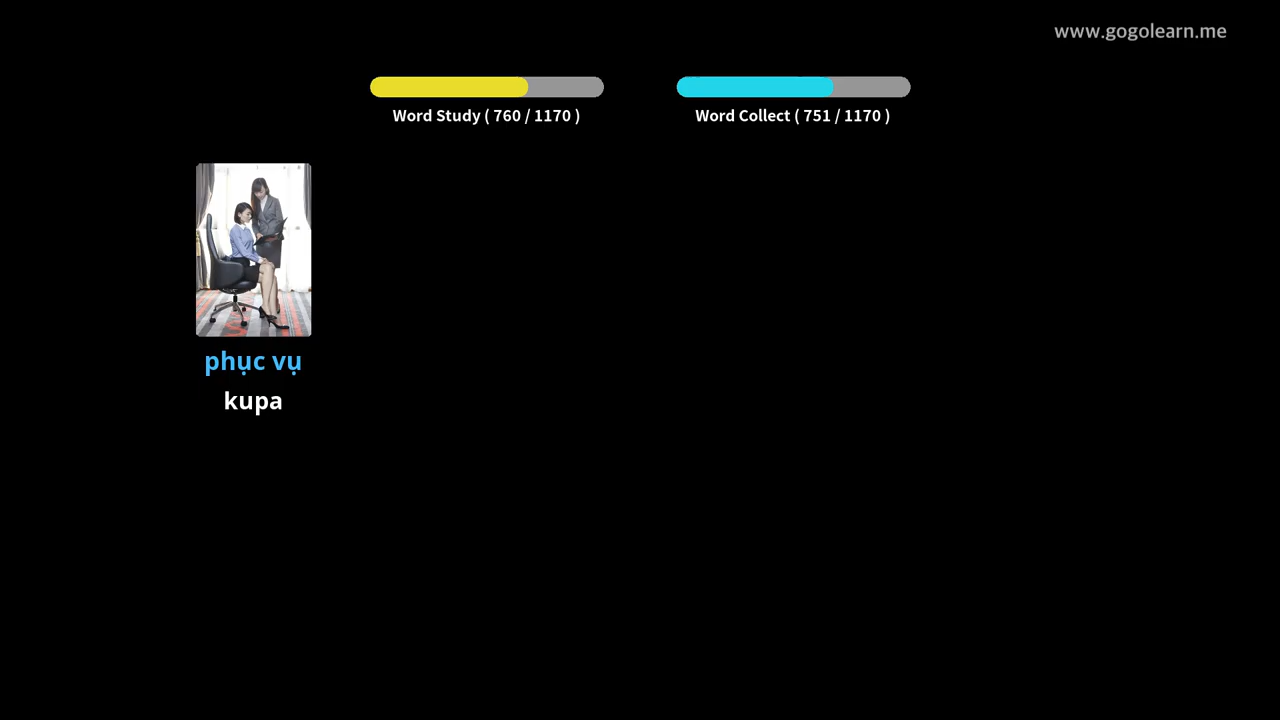 www.gogolearn.me
Word Study ( 760 / 1170 )
Word Collect ( 751 / 1170 )
phục vụ
kupa